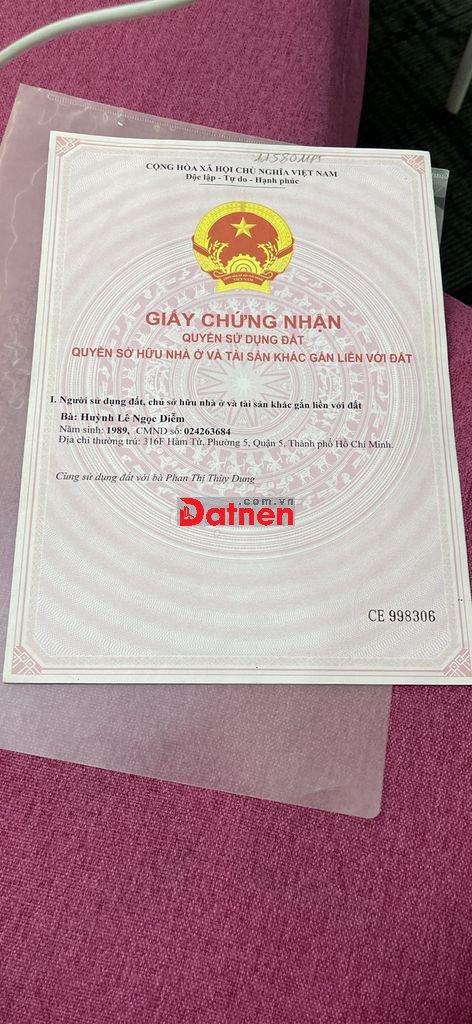 11580MPS
CỘNG HÒA XÃ HỘI CHỦ NGHĨA VIỆT NAM
Độc lập - Tự do - Hạnh phúc
VIỆT NAM
GIẤY CHỨNG NHẬN
QUYỀN SỬ DỤNG ĐẤT
QUYỀN SỞ HỮU NHÀ Ở VÀ TÀI SẢN KHÁC GẮN LIỀN VỚI ĐẤT
I. Người sử dụng đất, chủ sở hữu nhà ở và tài sản khác gắn liền với đất
Bà: Huỳnh Lê Ngọc Diễm
Năm sinh: 1989, CMND số: 024263684
Địa chỉ thường trú: 316F Hàm Tử, Phường 5, Quận 5, Thành phố Hồ Chí Minh.
Cùng sử dụng đất với bà Phan Thị Thùy Dung
.com.vn
Datnen
CE 998306